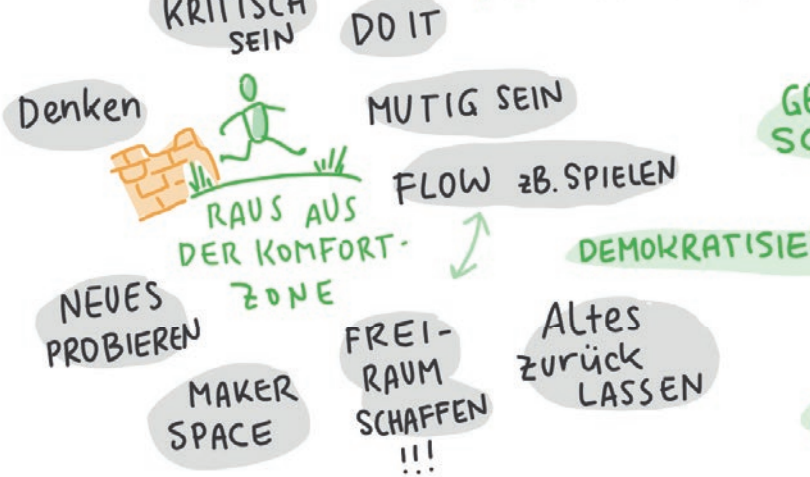 KRITISCH
SEIN
DO IT
Denken
MUTIG SEIN
FLOW zB. SPIELEN
RAUS AUS
DER KOMFORT-
ZONE
DEMOKRATISIE
NEUES
PROBIEREN
MAKER
SPACE
FREI-
RAUM
SCHAFFEN
!!!
Altes
zurück
LASSEN